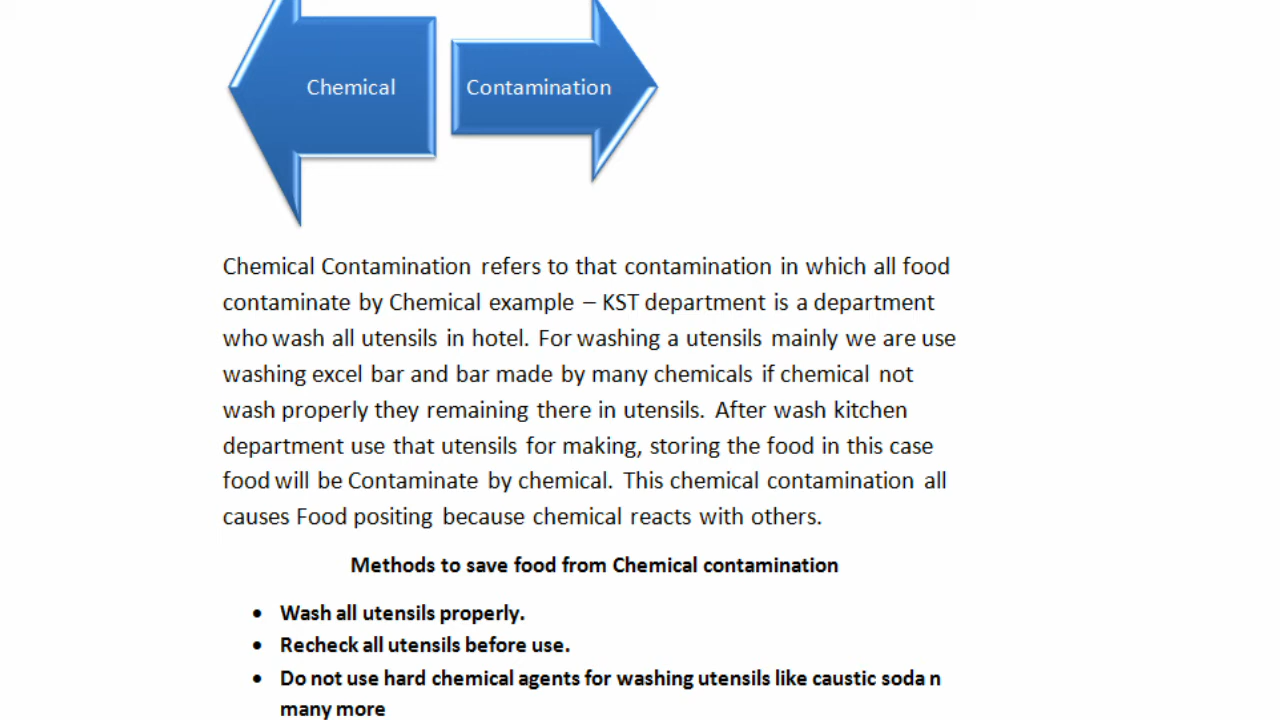 Chemical
Contamination
Chemical Contamination refers to that contamination in which all food
contaminate by Chemical example – KST department is a department
who wash all utensils in hotel. For washing a utensils mainly we are use
washing excel bar and bar made by many chemicals if chemical not
wash properly they remaining there in utensils. After wash kitchen
department use that utensils for making, storing the food in this case
food will be Contaminate by chemical. This chemical contamination all
causes Food positing because chemical reacts with others.
Methods to save food from Chemical contamination
• Wash all utensils properly.
• Recheck all utensils before use.
• Do not use hard chemical agents for washing utensils like caustic soda n
many more